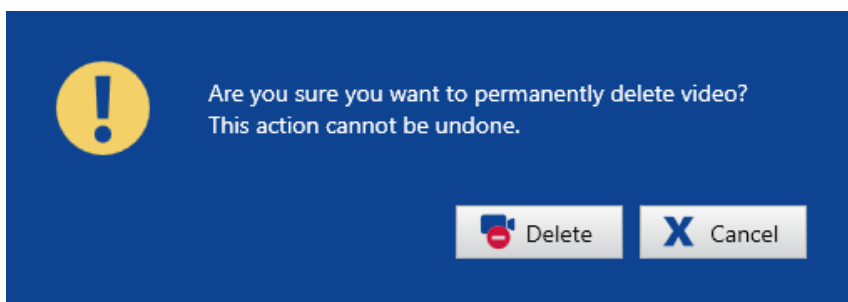 Are you sure you want to permanently delete video?
This action cannot be undone.
Delete
Cancel